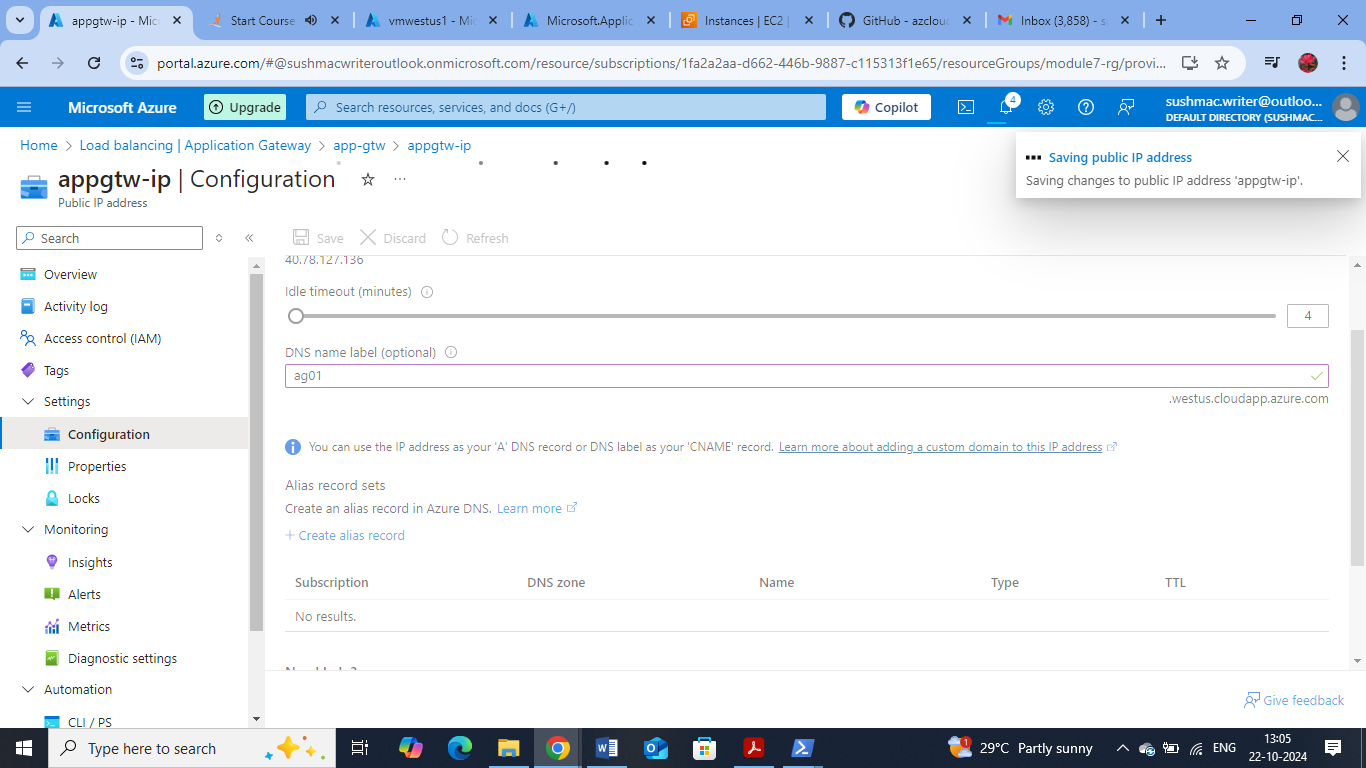 appgtw-ip - Mic
Start Course
vmwestus1 - Mic
Microsoft.Applic
Instances | EC2 |
GitHub - azcloud
Inbox (3,858) - s
portal.azure.com/#@sushmacwriteroutlook.onmicrosoft.com/resource/subscriptions/1fa2a2aa-d662-446b-9887-c115313f1e65/resourceGroups/module7-rg/provi...
Microsoft Azure
Upgrade
Search resources, services, and docs (G+/)
Copilot
4
sushmac.writer@outloo...
DEFAULT DIRECTORY (SUSHMAC....
Home > Load balancing | Application Gateway > app-gtw > appgtw-ip
Saving public IP address
Saving changes to public IP address 'appgtw-ip'.
appgtw-ip | Configuration
Public IP address
Search
Save
Discard
Refresh
Overview
Activity log
Access control (IAM)
Tags
Settings
Configuration
Properties
Locks
Monitoring
Insights
Alerts
Metrics
Diagnostic settings
Automation
CLI / PS
40.78.127.136
Idle timeout (minutes)
4
DNS name label (optional)
ag01
.westus.cloudapp.azure.com
You can use the IP address as your 'A' DNS record or DNS label as your 'CNAME' record. Learn more about adding a custom domain to this IP address
Alias record sets
Create an alias record in Azure DNS. Learn more
+ Create alias record
Subscription DNS zone Name Type TTL
No results.
Give feedback
Type here to search
1
29°C Partly sunny
ENG
13:05
22-10-2024